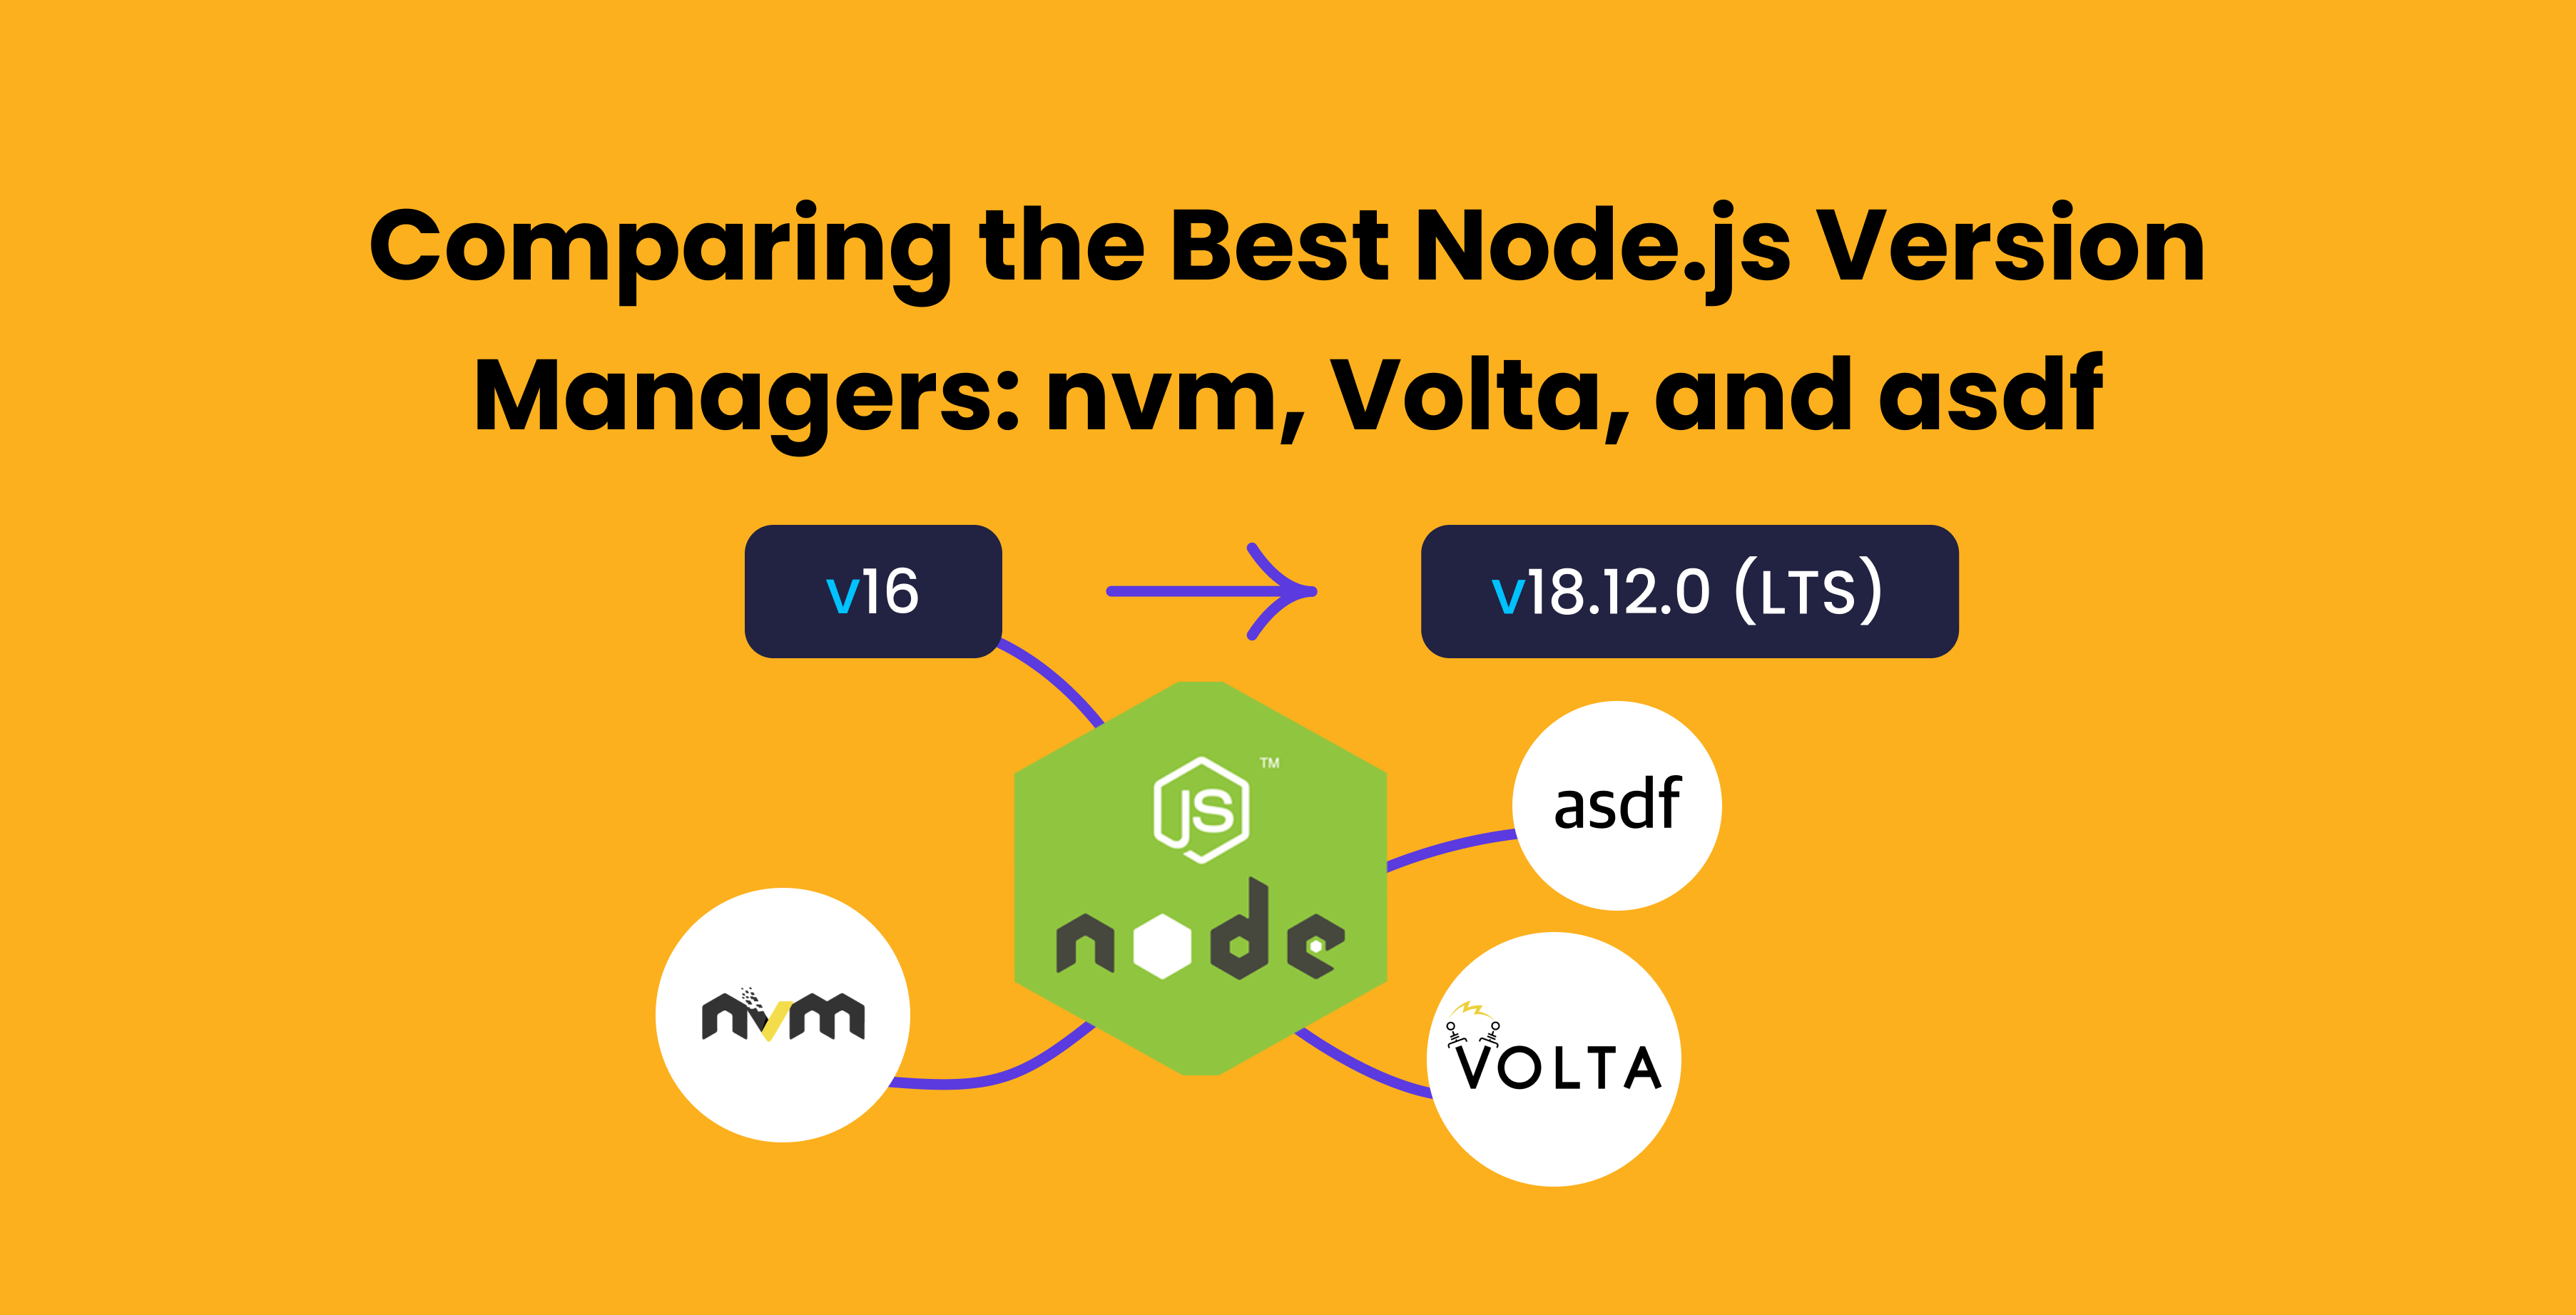 Comparing the Best Node.js Version
Managers: nvm, Volta, and asdf
v16
v18.12.0 (LTS)
JS
TM
node
asdf
nvm
VOLTA